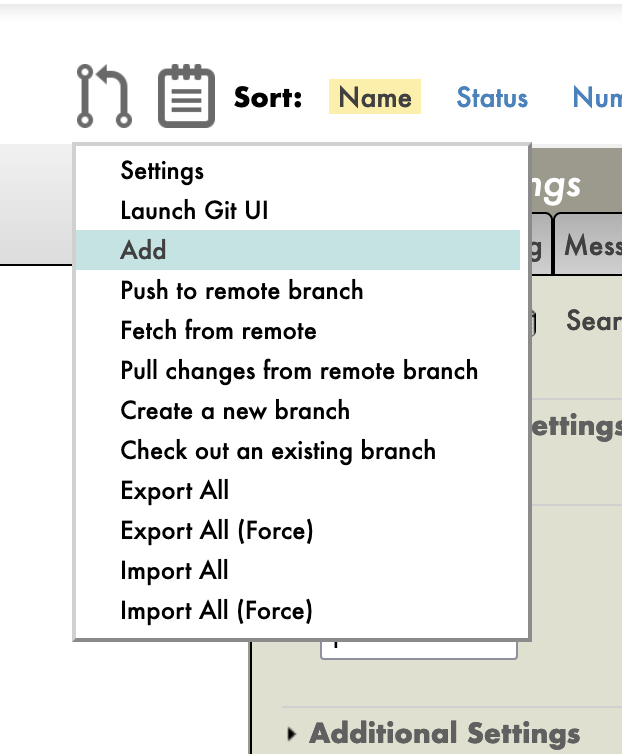 Sort: Name Status Num
Settings
Launch Git UI
Add
Push to remote branch
Fetch from remote
Pull changes from remote branch
Create a new branch
Check out an existing branch
Export All
Export All (Force)
Import All
Import All (Force)
ngs
g Mess
Sear
ettings
Additional Settings